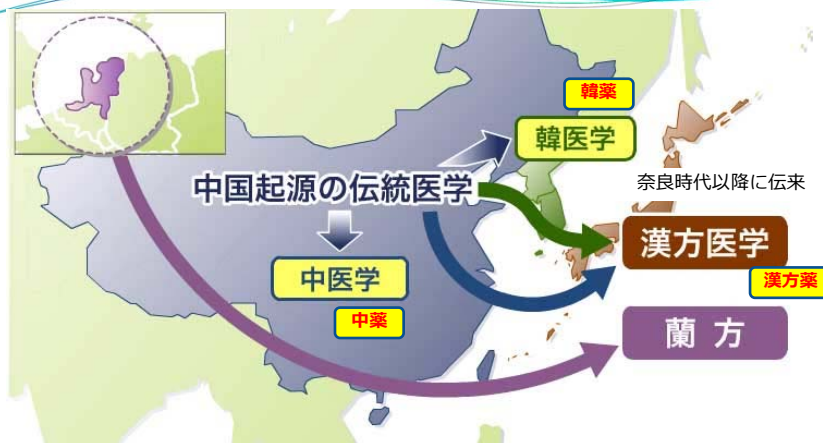 韓薬
韓医学
奈良時代以降に伝来
中国起源の伝統医学
漢方医学
漢方薬
中医学
中薬
蘭方